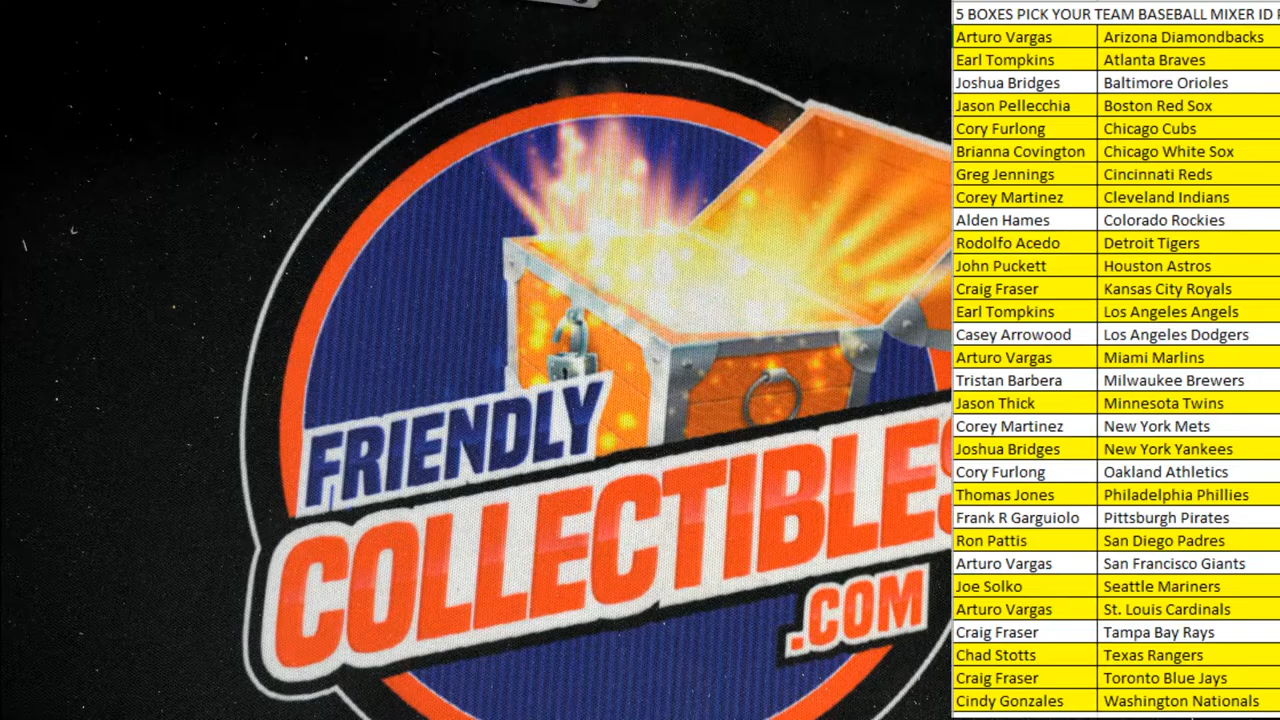 FRIENDLY
COLLECTIBLES
.COM
5 BOXES PICK YOUR TEAM BASEBALL MIXER ID
Arturo Vargas Arizona Diamondbacks
Earl Tompkins Atlanta Braves
Joshua Bridges Baltimore Orioles
Jason Pellecchia Boston Red Sox
Cory Furlong Chicago Cubs
Brianna Covington Chicago White Sox
Greg Jennings Cincinnati Reds
Corey Martinez Cleveland Indians
Alden Hames Colorado Rockies
Rodolfo Acedo Detroit Tigers
John Puckett Houston Astros
Craig Fraser Kansas City Royals
Earl Tompkins Los Angeles Angels
Casey Arrowood Los Angeles Dodgers
Arturo Vargas Miami Marlins
Tristan Barbera Milwaukee Brewers
Jason Thick Minnesota Twins
Corey Martinez New York Mets
Joshua Bridges New York Yankees
Cory Furlong Oakland Athletics
Thomas Jones Philadelphia Phillies
Frank R Garguiolo Pittsburgh Pirates
Ron Pattis San Diego Padres
Arturo Vargas San Francisco Giants
Joe Solko Seattle Mariners
Arturo Vargas St. Louis Cardinals
Craig Fraser Tampa Bay Rays
Chad Stotts Texas Rangers
Craig Fraser Toronto Blue Jays
Cindy Gonzales Washington Nationals